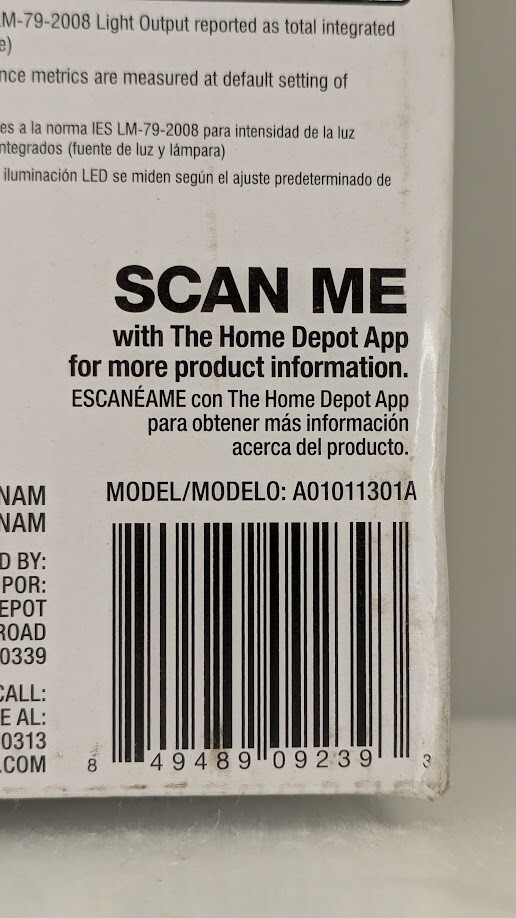 LM-79-2008 Light Output reported as total integrated
e)
nce metrics are measured at default setting of
es a la norma IES LM-79-2008 para intensidad de la luz
ntegrados (fuente de luz y lámpara)
iluminación LED se miden según el ajuste predeterminado de
SCAN ME
with The Home Depot App
for more product information.
ESCANÉAME con The Home Depot App
para obtener más información
acerca del producto.
NAM
NAM
D BY:
POR:
EPOT
ROAD
0339
CALL:
E AL:
0313
.COM
MODEL/MODELO: A01011301A
8 49489 09239 3